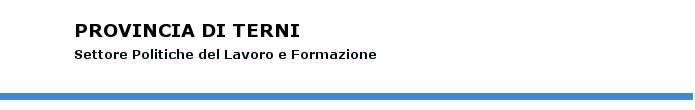 PROVINCIA DI TERNI
Settore Politiche del Lavoro e Formazione